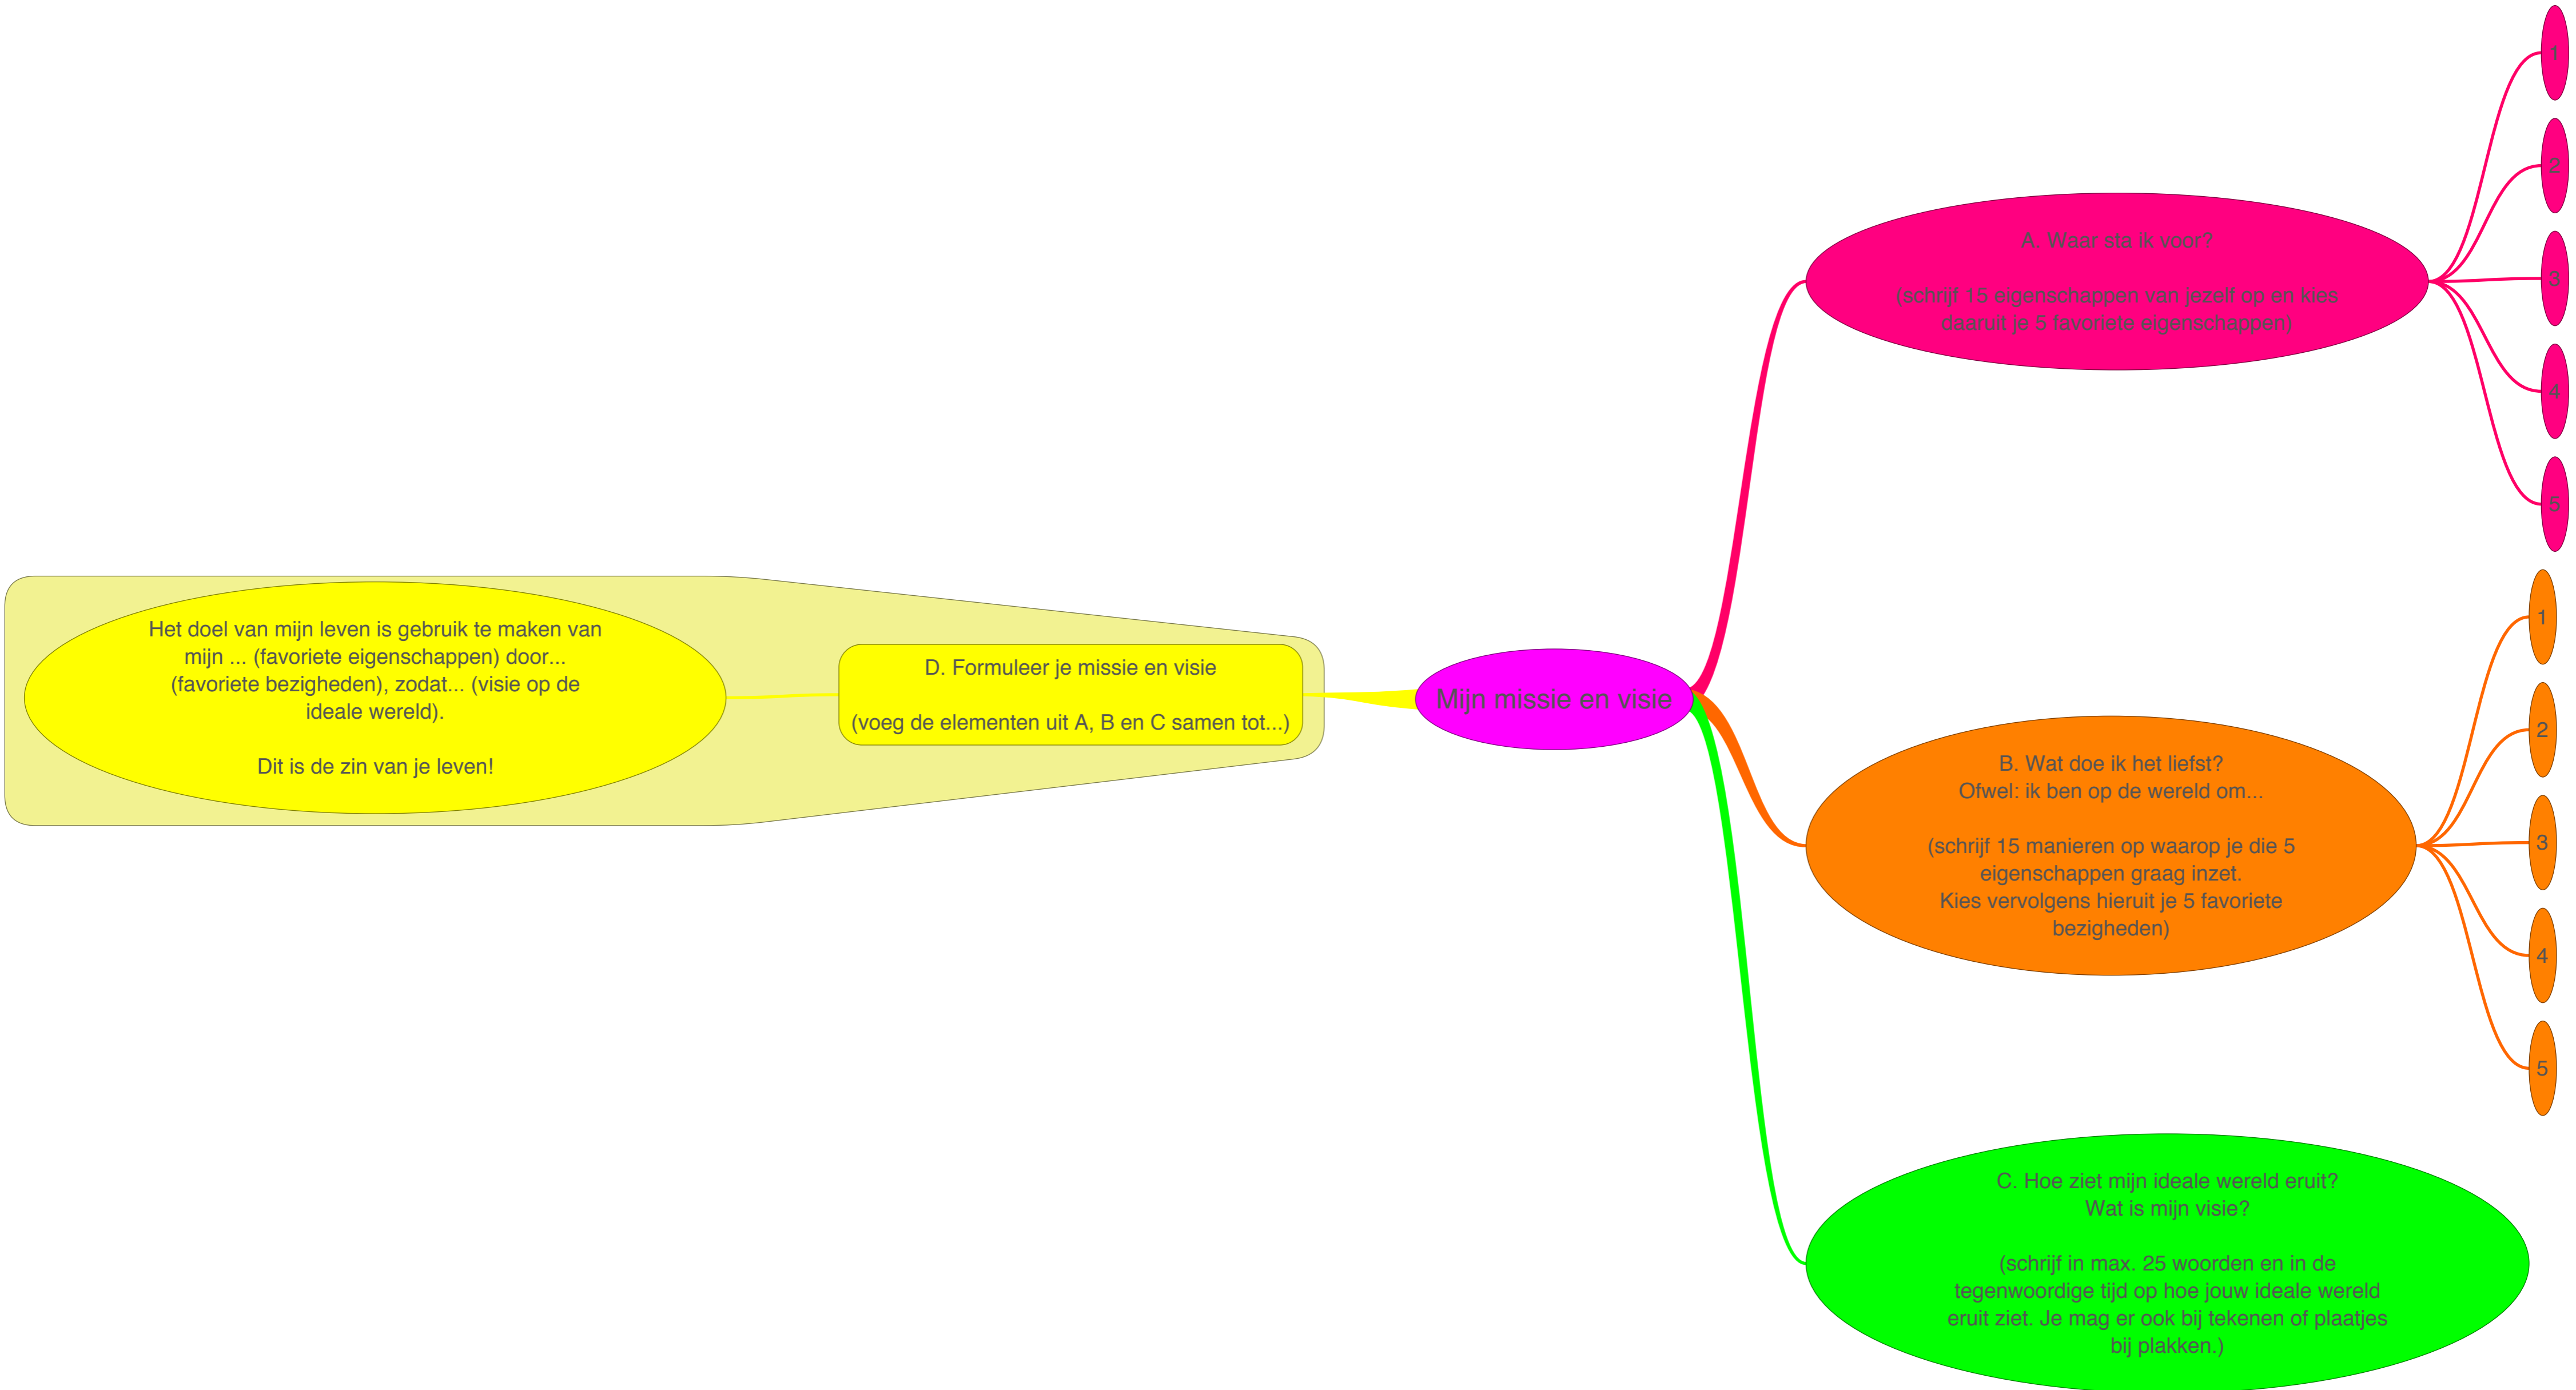 Mijn missie en visie
A. Waar sta ik voor?
(schrijf 15 eigenschappen van jezelf op en kies
daaruit je 5 favoriete eigenschappen)
1
2
3
4
5
B. Wat doe ik het liefst?
Ofwel: ik ben op de wereld om...
(schrijf 15 manieren op waarop je die 5
eigenschappen graag inzet.
Kies vervolgens hieruit je 5 favoriete
bezigheden)
1
2
3
4
5
C. Hoe ziet mijn ideale wereld eruit?
Wat is mijn visie?
(schrijf in max. 25 woorden en in de
tegenwoordige tijd op hoe jouw ideale wereld
eruit ziet. Je mag er ook bij tekenen of plaatjes
bij plakken.)
D. Formuleer je missie en visie
(voeg de elementen uit A, B en C samen tot...)
Het doel van mijn leven is gebruik te maken van
mijn ... (favoriete eigenschappen) door...
(favoriete bezigheden), zodat... (visie op de
ideale wereld).
Dit is de zin van je leven!